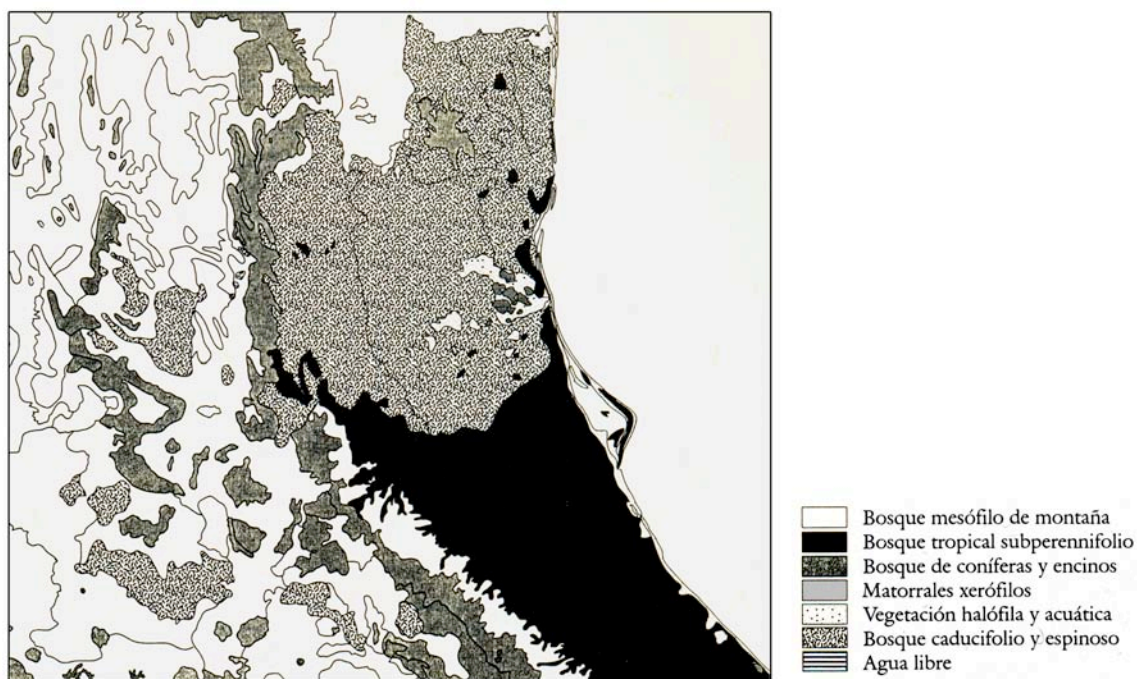 Bosque mesófilo de montaña
Bosque tropical subperennifolio
Bosque de coníferas y encinos
Matorrales xerófilos
Vegetación halófila y acuática
Bosque caducifolio y espinoso
Agua libre